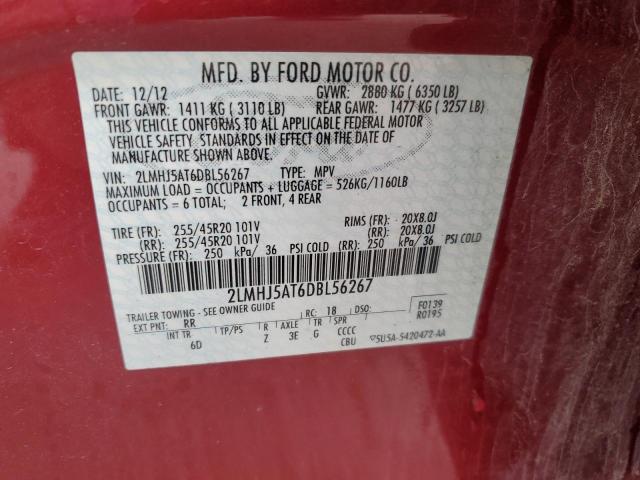 MFD. BY FORD MOTOR CO.
DATE: 12/12 GVWR: 2880 KG ( 6350 LB)
FRONT GAWR: 1411 KG ( 3110 LB) REAR GAWR: 1477 KG ( 3257 LB)
THIS VEHICLE CONFORMS TO ALL APPLICABLE FEDERAL MOTOR
VEHICLE SAFETY STANDARDS IN EFFECT ON THE DATE OF
MANUFACTURE SHOWN ABOVE.
VIN: 2LMHJ5AT6DBL56267 TYPE: MPV
MAXIMUM LOAD = OCCUPANTS + LUGGAGE = 526KG/1160LB
OCCUPANTS = 6 TOTAL; 2 FRONT, 4 REAR
TIRE (FR): 255/45R20 101V RIMS (FR): 20X8.0J
(RR): 255/45R20 101V (RR): 20X8.0J
PRESSURE (FR): 250 kPa/ 36 PSI COLD (RR): 250 kPa/ 36 PSI COLD
2LMHJ5AT6DBL56267
TRAILER TOWING - SEE OWNER GUIDE
EXT PNT: RR RC: 18 DSO: F0139
R0195
INT TR TP/PS R AXLE TR SPR
6D Z 3E G CCCC
CBU 5U5A-5420472-AA